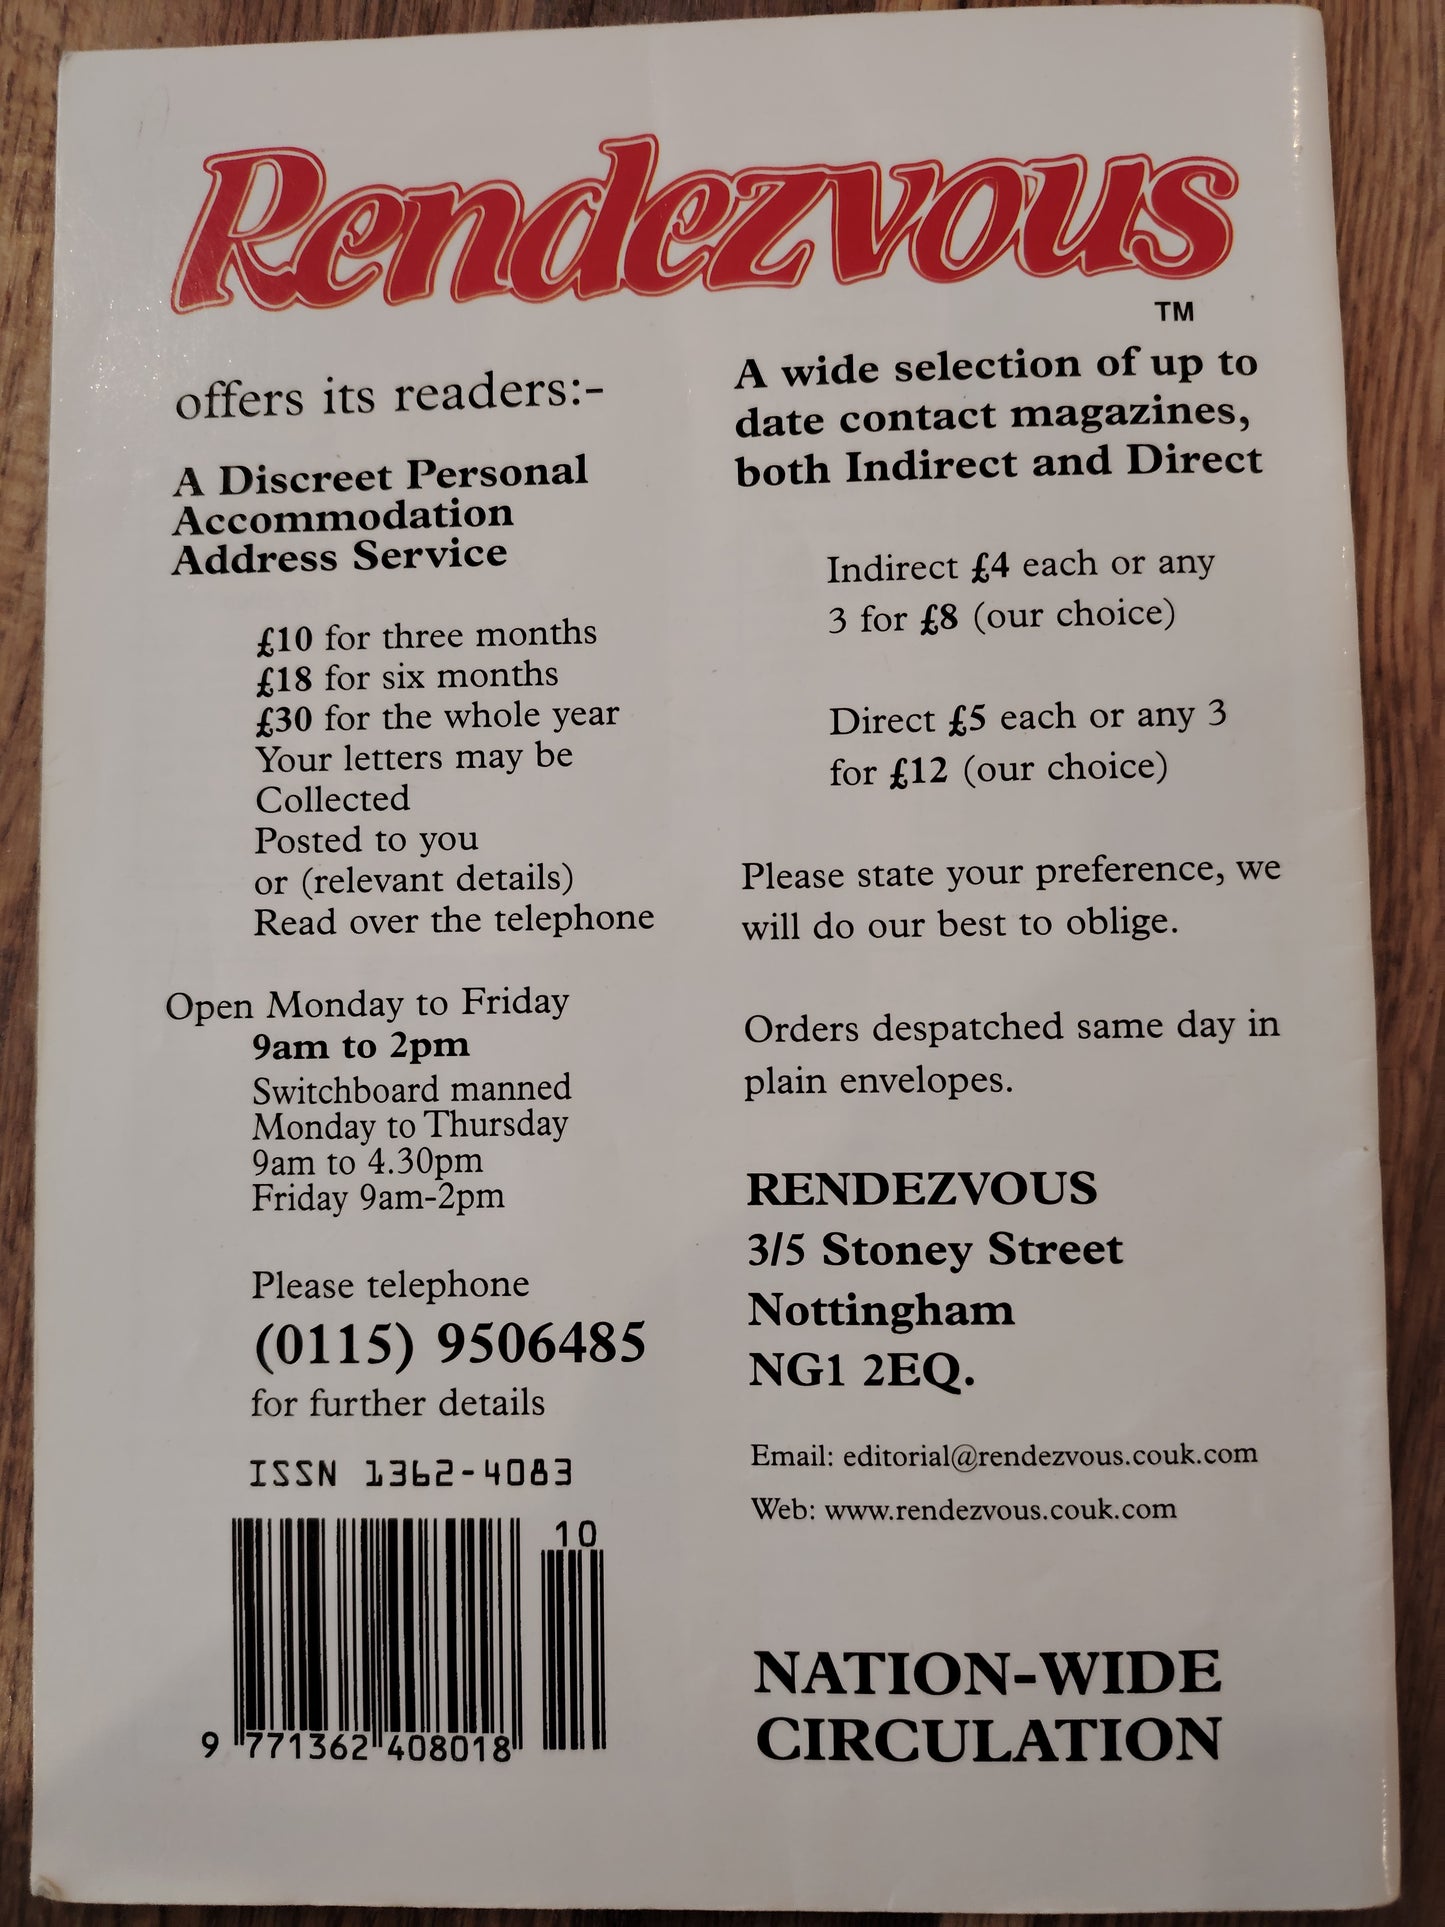 Rendezvous
TM
offers its readers:-
A Discreet Personal
Accommodation
Address Service
£10 for three months
£18 for six months
£30 for the whole year
Your letters may be
Collected
Posted to you
or (relevant details)
Read over the telephone
Open Monday to Friday
9am to 2pm
Switchboard manned
Monday to Thursday
9am to 4.30pm
Friday 9am-2pm
Please telephone
(0115) 9506485
for further details
ISSN 1362-4083
10
9 771362 408018
A wide selection of up to
date contact magazines,
both Indirect and Direct
Indirect £4 each or any
3 for £8 (our choice)
Direct £5 each or any 3
for £12 (our choice)
Please state your preference, we
will do our best to oblige.
Orders despatched same day in
plain envelopes.
RENDEZVOUS
3/5 Stoney Street
Nottingham
NG1 2EQ.
Email: editorial@rendezvous.couk.com
Web: www.rendezvous.couk.com
NATION-WIDE
CIRCULATION